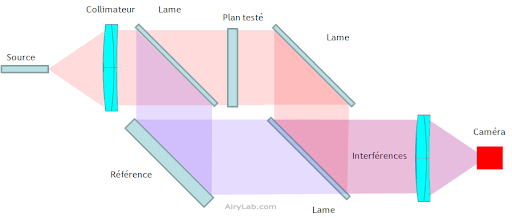 Collimateur
Lame
Plan testé
Lame
Source
Caméra
Interférences
Référence
AiryLab.com
Lame